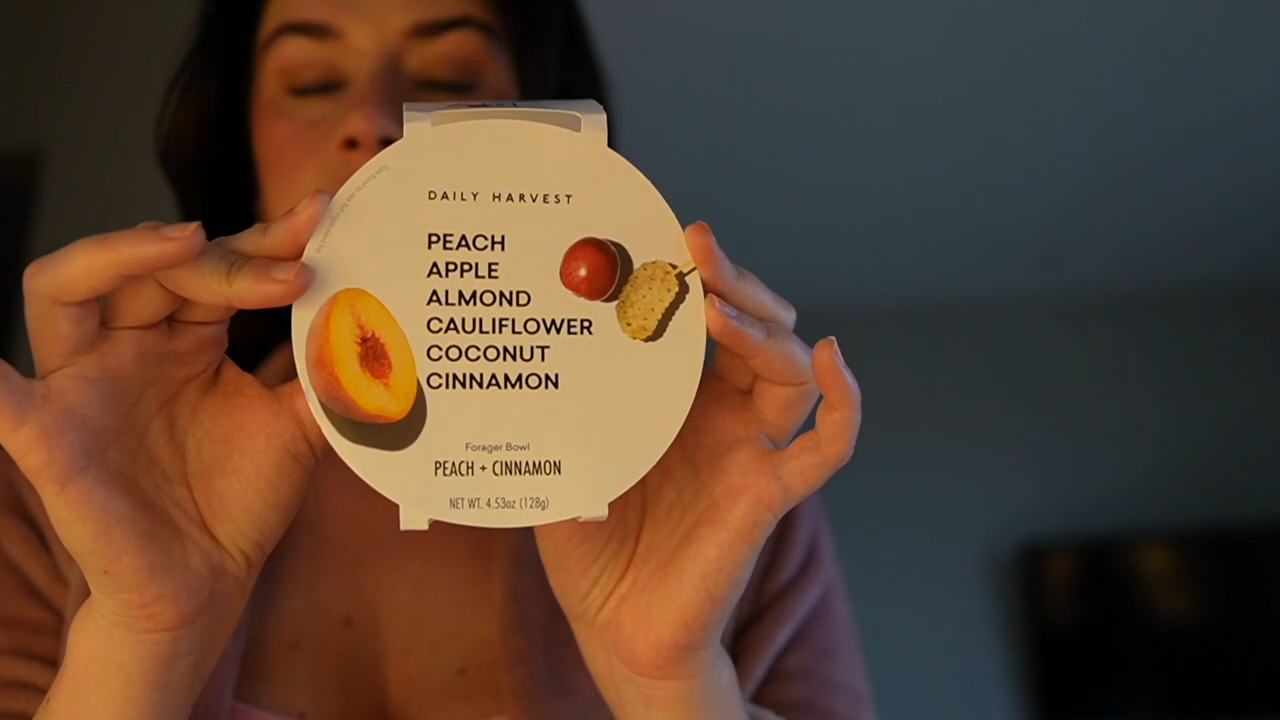 DAILY HARVEST
PEACH
APPLE
ALMOND
CAULIFLOWER
COCONUT
CINNAMON
Forager Bowl
PEACH + CINNAMON
NET WT. 4.53oz (128g)